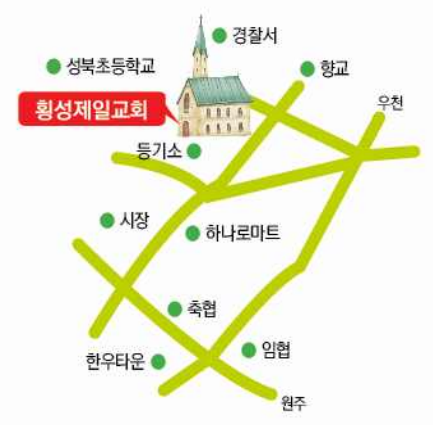 경찰서
성북초등학교
향교
횡성제일교회
우천
등기소
시장
하나로마트
축협
한우타운
임협
원주